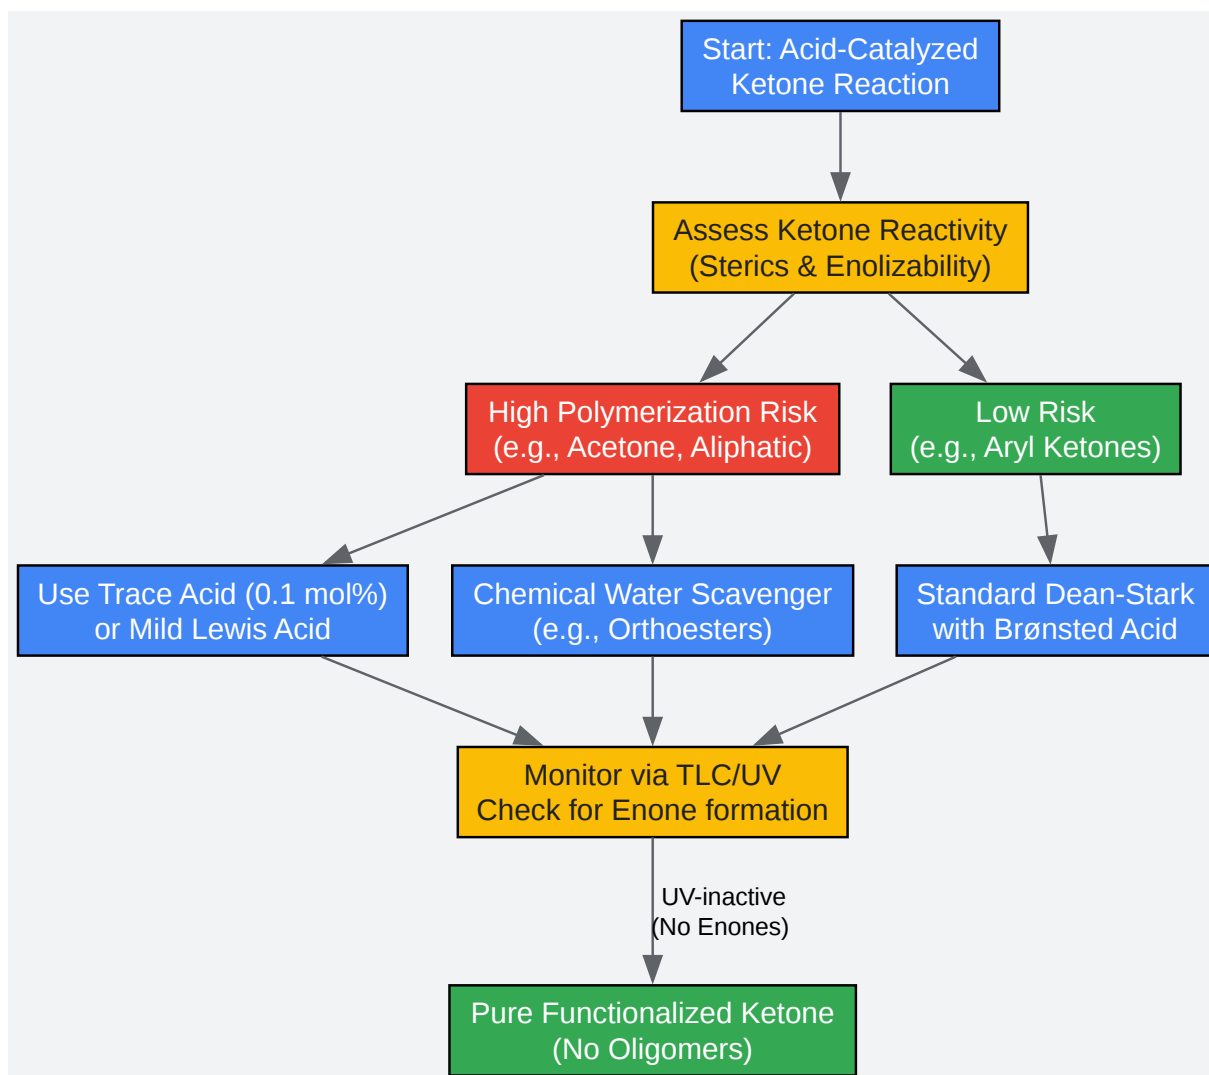 Start: Acid-Catalyzed
Ketone Reaction
Assess Ketone Reactivity
(Sterics & Enolizability)
High Polymerization Risk
(e.g., Acetone, Aliphatic)
Low Risk
(e.g., Aryl Ketones)
Use Trace Acid (0.1 mol%)
or Mild Lewis Acid
Chemical Water Scavenger
(e.g., Orthoesters)
Standard Dean-Stark
with Brønsted Acid
Monitor via TLC/UV
Check for Enone formation
UV-inactive
(No Enones)
Pure Functionalized Ketone
(No Oligomers)